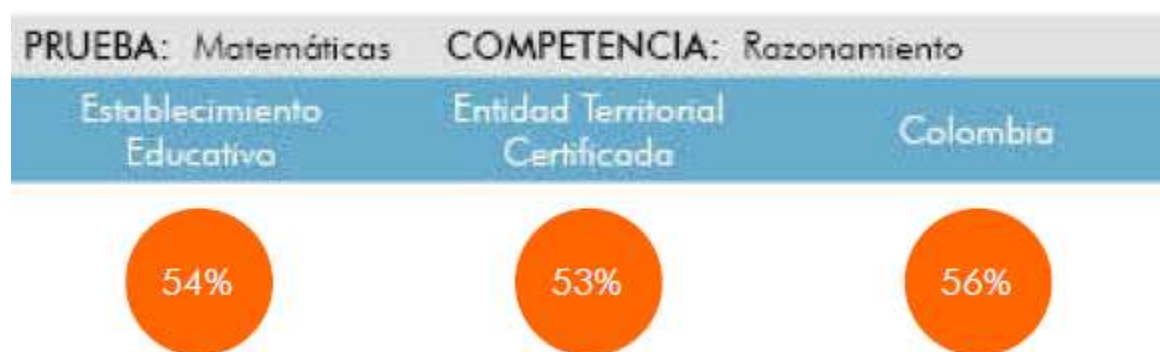 PRUEBA: Matemáticas COMPETENCIA: Razonamiento
Establecimiento Educativo
Entidad Territorial Certificada
Colombia
54% 53% 56%